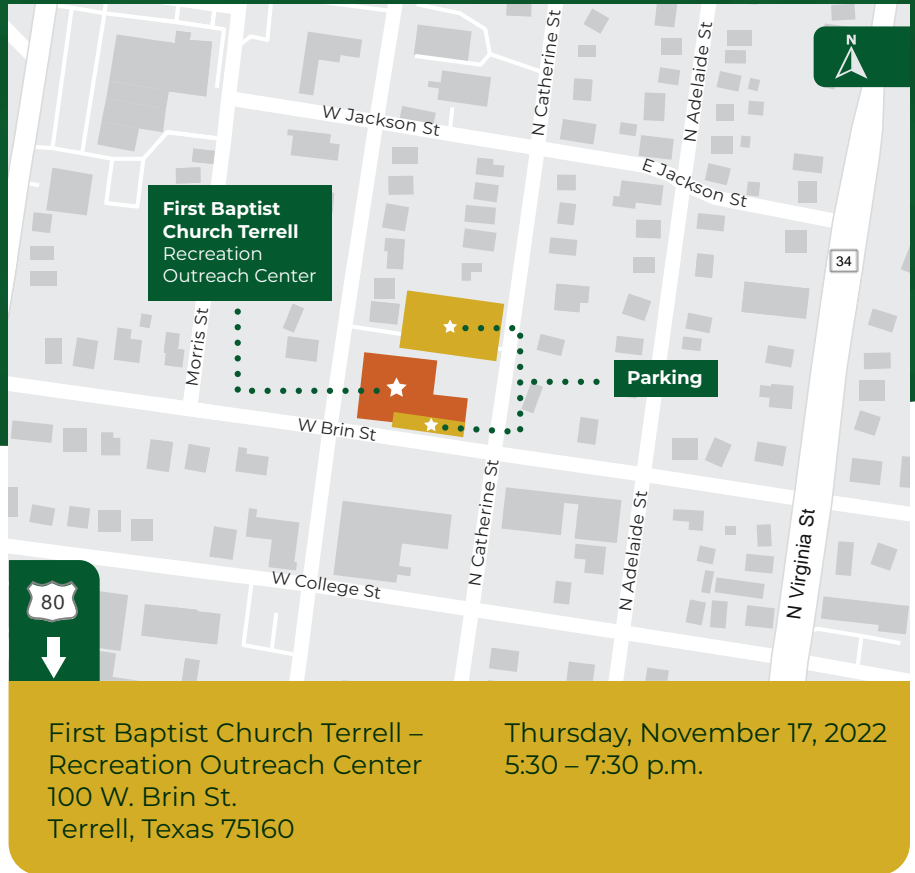 N
N Catherine St
N Adelaide St
W Jackson St
E Jackson St
First Baptist
Church Terrell
Recreation
Outreach Center
34
Morris St
Parking
W Brin St
N Catherine St
N Adelaide St
N Virginia St
W College St
80
First Baptist Church Terrell –
Recreation Outreach Center
100 W. Brin St.
Terrell, Texas 75160
Thursday, November 17, 2022
5:30 – 7:30 p.m.